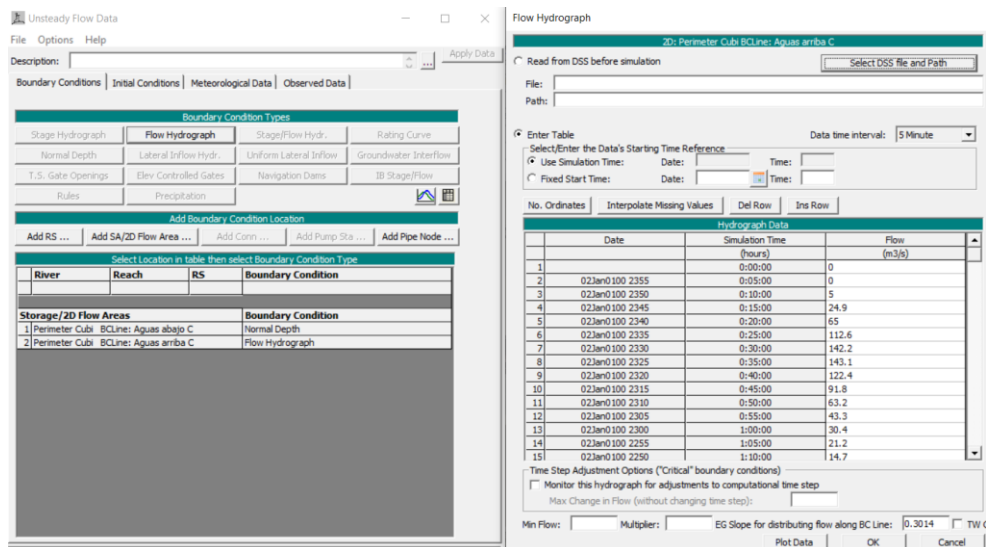 Unsteady Flow Data
File Options Help
Description:
...
Apply Data
Boundary Conditions Initial Conditions Meteorological Data Observed Data
Boundary Condition Types
Stage Hydrograph Flow Hydrograph Stage/Flow Hydr. Rating Curve
Normal Depth Lateral Inflow Hydr. Uniform Lateral Inflow Groundwater Interflow
T.S. Gate Openings Elev Controlled Gates Navigation Dams IB Stage/Flow
Rules Precipitation
Add Boundary Condition Location
Add RS ... Add SA/2D Flow Area ... Add Conn ... Add Pump Sta ... Add Pipe Node ...
Select Location in table then select Boundary Condition Type
River Reach RS Boundary Condition
Storage/2D Flow Areas Boundary Condition
1 Perimeter Cubi BCLine: Aguas abajo C Normal Depth
2 Perimeter Cubi BCLine: Aguas arriba C Flow Hydrograph
Flow Hydrograph
2D: Perimeter Cubi BCLine: Aguas arriba C
Read from DSS before simulation Select DSS file and Path
File:
Path:
Enter Table Data time interval: 5 Minute
Select/Enter the Data's Starting Time Reference
Use Simulation Time: Date: Time:
Fixed Start Time: Date: Time:
No. Ordinates Interpolate Missing Values Del Row Ins Row
Hydrograph Data
Date Simulation Time Flow
(hours) (m3/s)
1 0:00:00 0
2 02Jan0100 2355 0:05:00 0
3 02Jan0100 2350 0:10:00 5
4 02Jan0100 2345 0:15:00 24.9
5 02Jan0100 2340 0:20:00 65
6 02Jan0100 2335 0:25:00 112.6
7 02Jan0100 2330 0:30:00 142.2
8 02Jan0100 2325 0:35:00 143.1
9 02Jan0100 2320 0:40:00 122.4
10 02Jan0100 2315 0:45:00 91.8
11 02Jan0100 2310 0:50:00 63.2
12 02Jan0100 2305 0:55:00 43.3
13 02Jan0100 2300 1:00:00 30.4
14 02Jan0100 2255 1:05:00 21.2
15 02Jan0100 2250 1:10:00 14.7
Time Step Adjustment Options ("Critical" boundary conditions)
Monitor this hydrograph for adjustments to computational time step
Max Change in Flow (without changing time step):
Min Flow: Multiplier: EG Slope for distributing flow along BC Line: 0.3014 TW
Plot Data OK Cancel